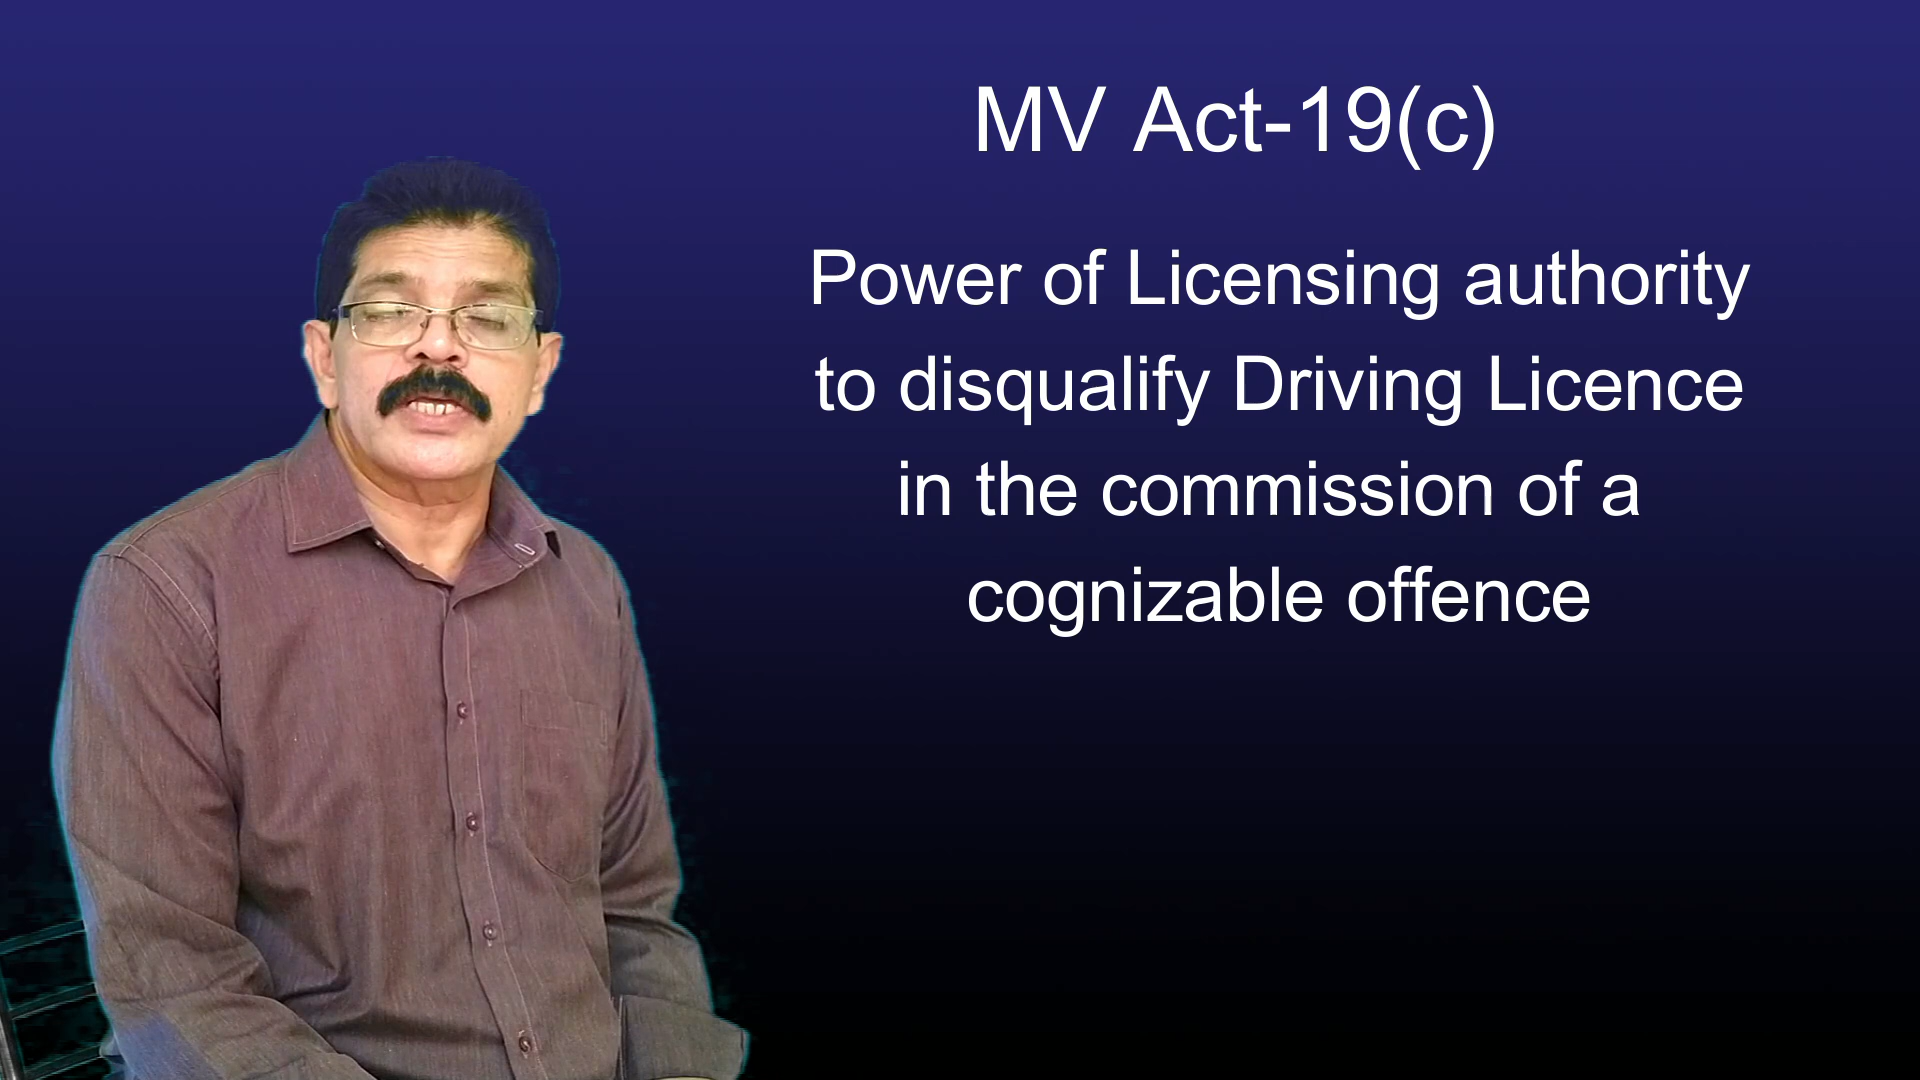 MV Act-19(c)
Power of Licensing authority
to disqualify Driving Licence
in the commission of a
cognizable offence